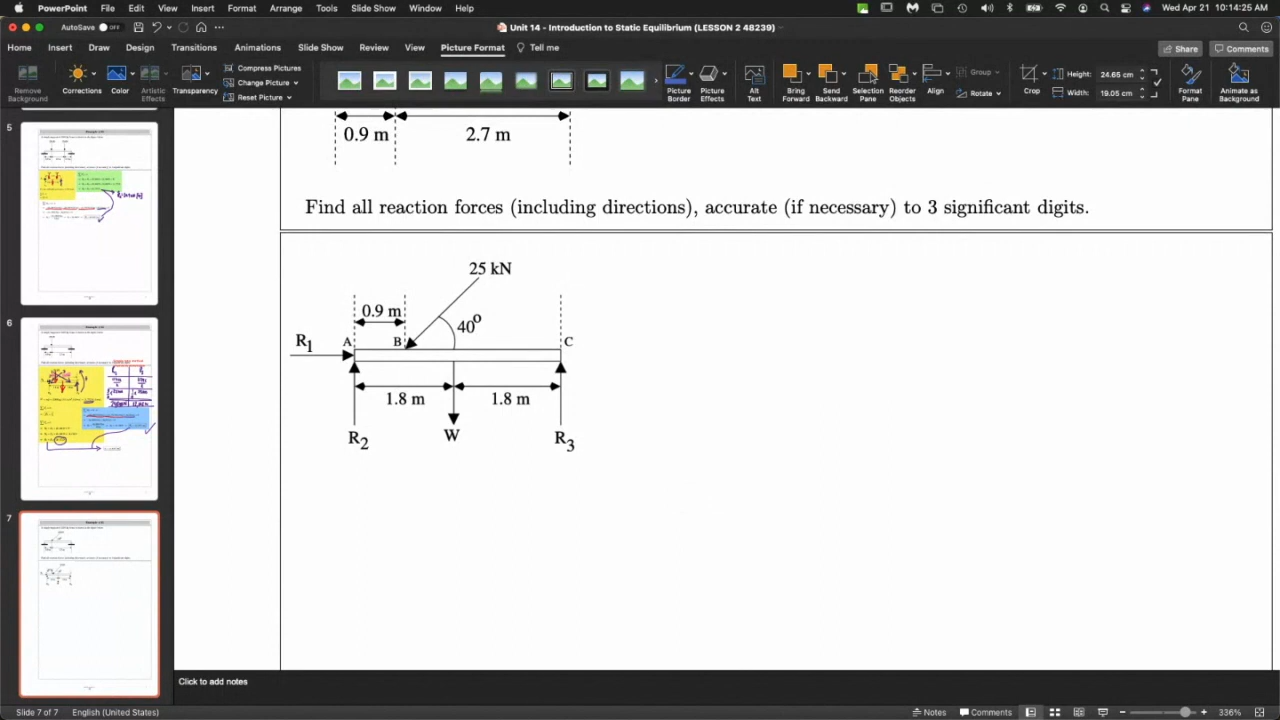 PowerPoint File Edit View Insert Format Arrange Tools Slide Show Window Help Wed Apr 21 10:14:25 AM
AutoSave OFF Unit 14 - Introduction to Static Equilibrium (LESSON 2 48239)
Home Insert Draw Design Transitions Animations Slide Show Review View Picture Format Tell me Share Comments
Remove Background
Corrections
Color
Artistic Effects
Transparency
Compress Pictures
Change Picture
Reset Picture
Picture Border
Picture Effects
Alt Text
Bring Forward
Send Backward
Selection Pane
Reorder Objects
Align
Group
Rotate
Crop
Height: 24.65 cm
Width: 19.05 cm
Format Pane
Animate as Background
5
6
7
0.9 m 2.7 m
Find all reaction forces (including directions), accurate (if necessary) to 3 significant digits.
25 kN
0.9 m
40°
R1 A B C
1.8 m 1.8 m
R2 W R3
Click to add notes
Slide 7 of 7 English (United States) Notes Comments 336%